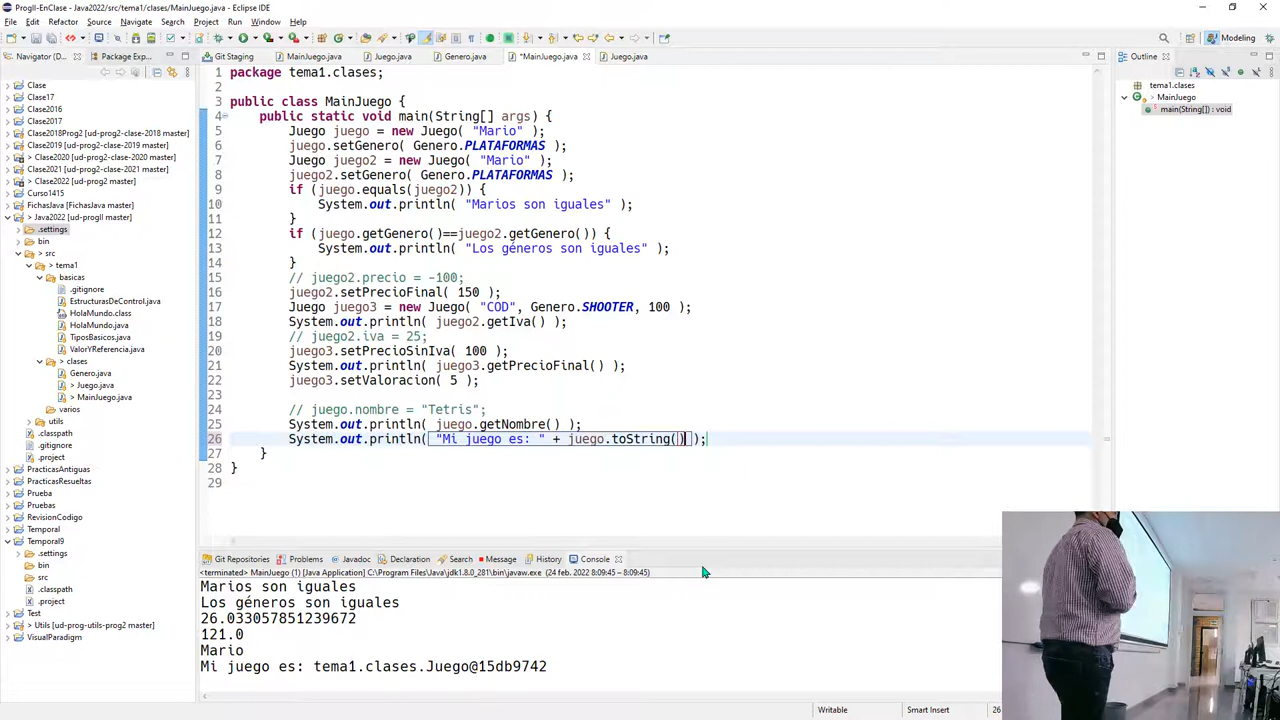 ProgII-EnClase - Java2022/src/tema1/clases/MainJuego.java - Eclipse IDE
File Edit Refactor Source Navigate Search Project Run Window Help
Modeling
Navigator (D...
Package Exp...
Git Staging
MainJuego.java
Juego.java
Genero.java
*MainJuego.java
Juego.java
Outline
Clase
Clase17
Clase2016
Clase2017
Clase2018Prog2 [ud-prog2-clase-2018 master]
Clase2019 [ud-prog2-clase-2019 master]
> Clase2020 [ud-prog2-clase-2020 master]
Clase2021 [ud-prog2-clase-2021 master]
> Clase2022 [ud-prog2 master]
Curso1415
FichasJava [ud-fichasJava master]
> Java2022 [ud-progII master]
.settings
bin
> src
> tema1
basicas
.gitignore
EstructurasDeControl.java
HolaMundo.class
HolaMundo.java
TiposBasicos.java
ValorYReferencia.java
> clases
Genero.java
> Juego.java
> MainJuego.java
varios
utils
.classpath
.gitignore
.project
PracticasAntiguas
PracticasResueltas
Prueba
Pruebas
RevisionCodigo
Temporal
Temporal9
.settings
bin
src
.classpath
.project
Test
> Utils [ud-prog-utils-prog2 master]
VisualParadigm
1 package tema1.clases;
2
3 public class MainJuego {
4 public static void main(String[] args) {
5 Juego juego = new Juego( "Mario" );
6 juego.setGenero( Genero.PLATAFORMAS );
7 Juego juego2 = new Juego( "Mario" );
8 juego2.setGenero( Genero.PLATAFORMAS );
9 if (juego.equals(juego2)) {
10 System.out.println( "Marios son iguales" );
11 }
12 if (juego.getGenero()==juego2.getGenero()) {
13 System.out.println( "Los géneros son iguales" );
14 }
15 // juego2.precio = -100;
16 juego2.setPrecioFinal( 150 );
17 Juego juego3 = new Juego( "COD", Genero.SHOOTER, 100 );
18 System.out.println( juego2.getIva() );
19 // juego2.iva = 25;
20 juego3.setPrecioSinIva( 100 );
21 System.out.println( juego3.getPrecioFinal() );
22 juego3.setValoracion( 5 );
23
24 // juego.nombre = "Tetris";
25 System.out.println( juego.getNombre() );
26 System.out.println( "Mi juego es: " + juego.toString() );
27 }
28 }
29
tema1.clases
MainJuego
main(String[]) : void
Git Repositories
Problems
Javadoc
Declaration
Search
Message
History
Console
<terminated> MainJuego (1) [Java Application] C:\Program Files\Java\jdk1.8.0_281\bin\javaw.exe (24 feb. 2022 8:09:45 – 8:09:45)
Marios son iguales
Los géneros son iguales
26.033057851239672
121.0
Mario
Mi juego es: tema1.clases.Juego@15db9742
Writable
Smart Insert
26